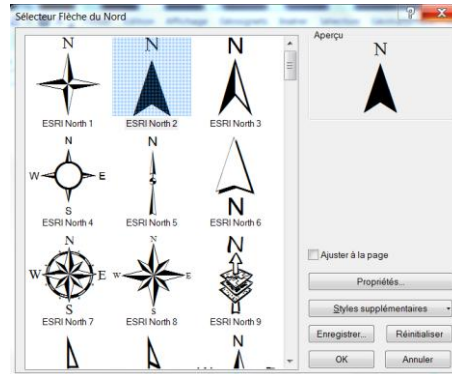 Sélecteur Flèche du Nord
N
N
N
ESRI North 1
ESRI North 2
ESRI North 3
N
W
E
S
N
N
ESRI North 4
ESRI North 5
ESRI North 6
N
W
E
S
N
W
E
S
N
ESRI North 7
ESRI North 8
ESRI North 9
N
Aperçu
N
Ajuster à la page
Propriétés...
Styles supplémentaires
Enregistrer...
Réinitialiser
OK
Annuler